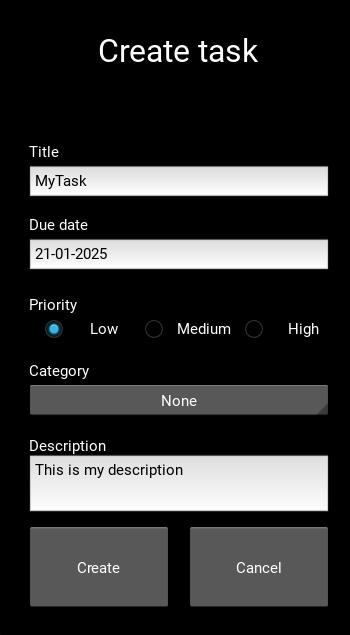 Create task
Title
MyTask
Due date
21-01-2025
Priority
Low Medium High
Category
None
Description
This is my description
Create Cancel